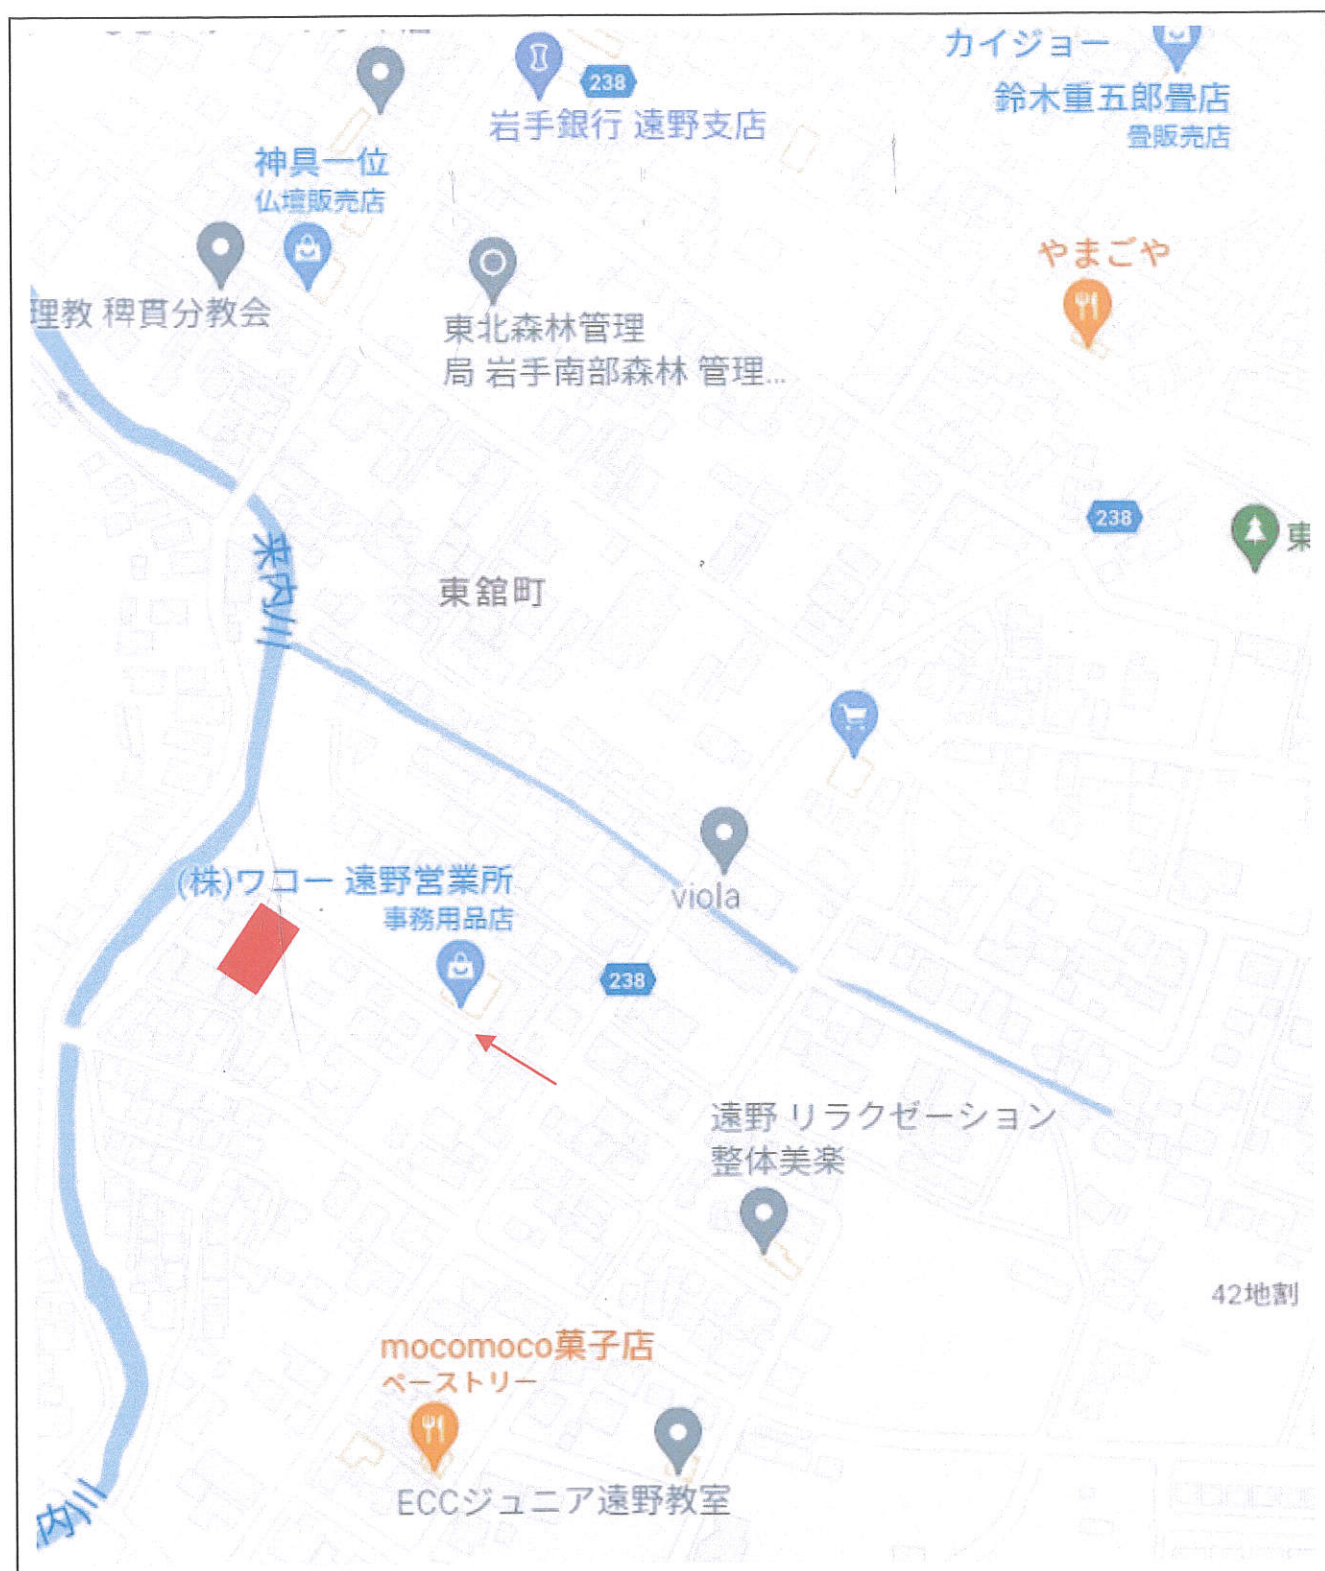 カイジョー
238
岩手銀行 遠野支店
鈴木重五郎畳店
畳販売店
神具一位
仏壇販売店
やまごや
理教 稗貫分教会
東北森林管理
局 岩手南部森林 管理...
238
東
来内川
東舘町
viola
(株)ワコー 遠野営業所
事務用品店
238
遠野 リラクゼーション
整体美楽
42地割
mocomoco菓子店
ペーストリー
ECCジュニア遠野教室
内川